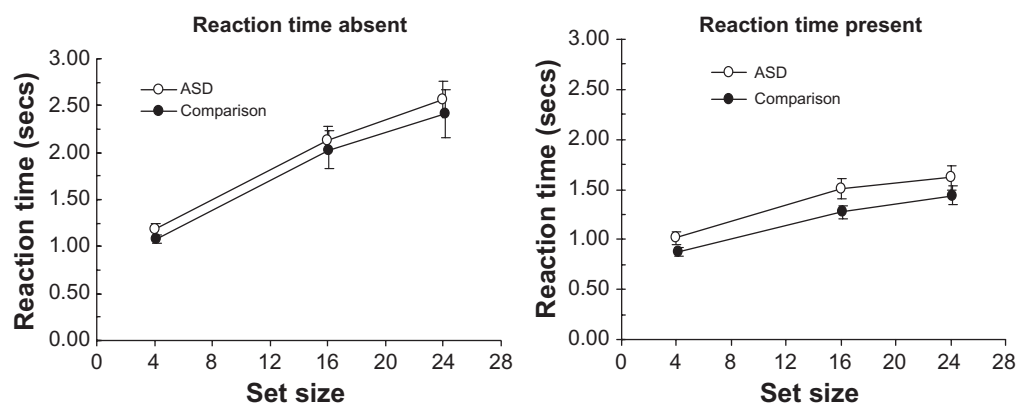 Reaction time absent
Reaction time (secs)
3.00
2.50
2.00
1.50
1.00
0.50
0.00
ASD
Comparison
0 4 8 12 16 20 24 28
Set size
Reaction time present
Reaction time (secs)
3.00
2.50
2.00
1.50
1.00
0.50
0.00
ASD
Comparison
0 4 8 12 16 20 24 28
Set size